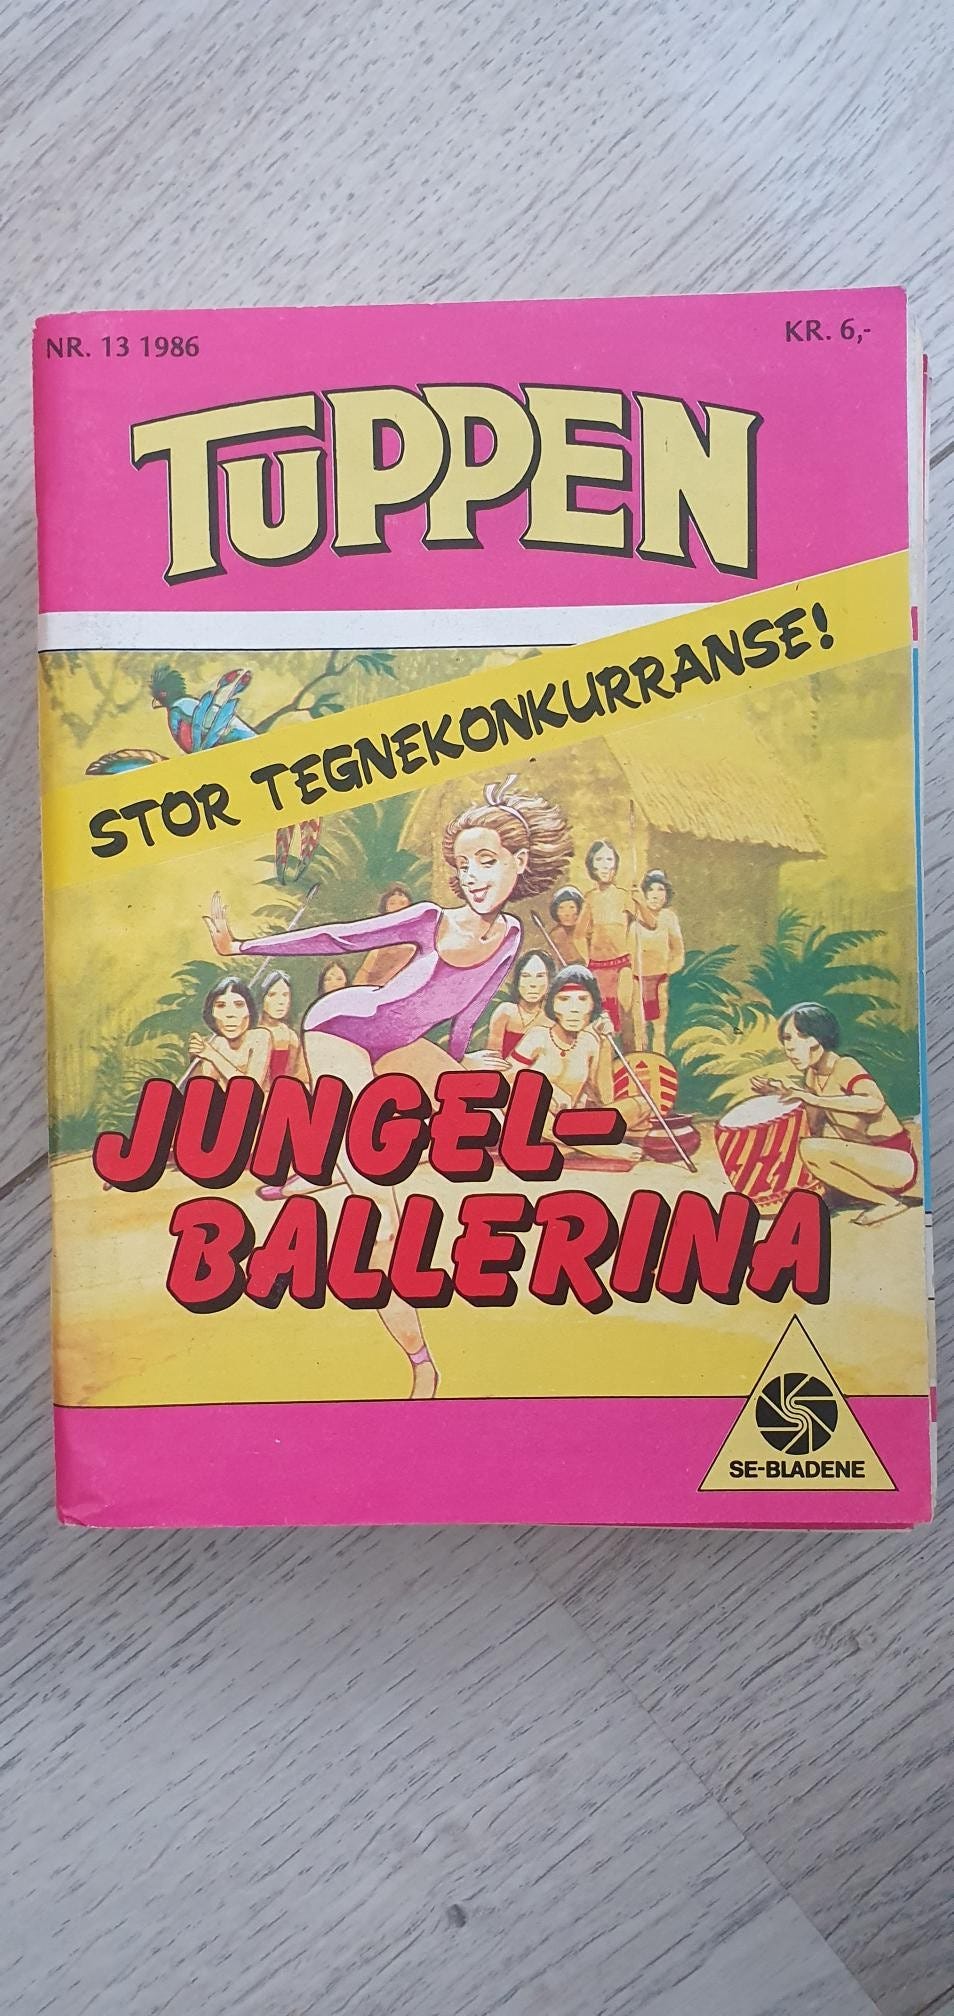 NR. 13 1986
KR. 6,-
TUPPEN
STOR TEGNEKONKURRANSE!
JUNGEL-
BALLERINA
SE-BLADENE